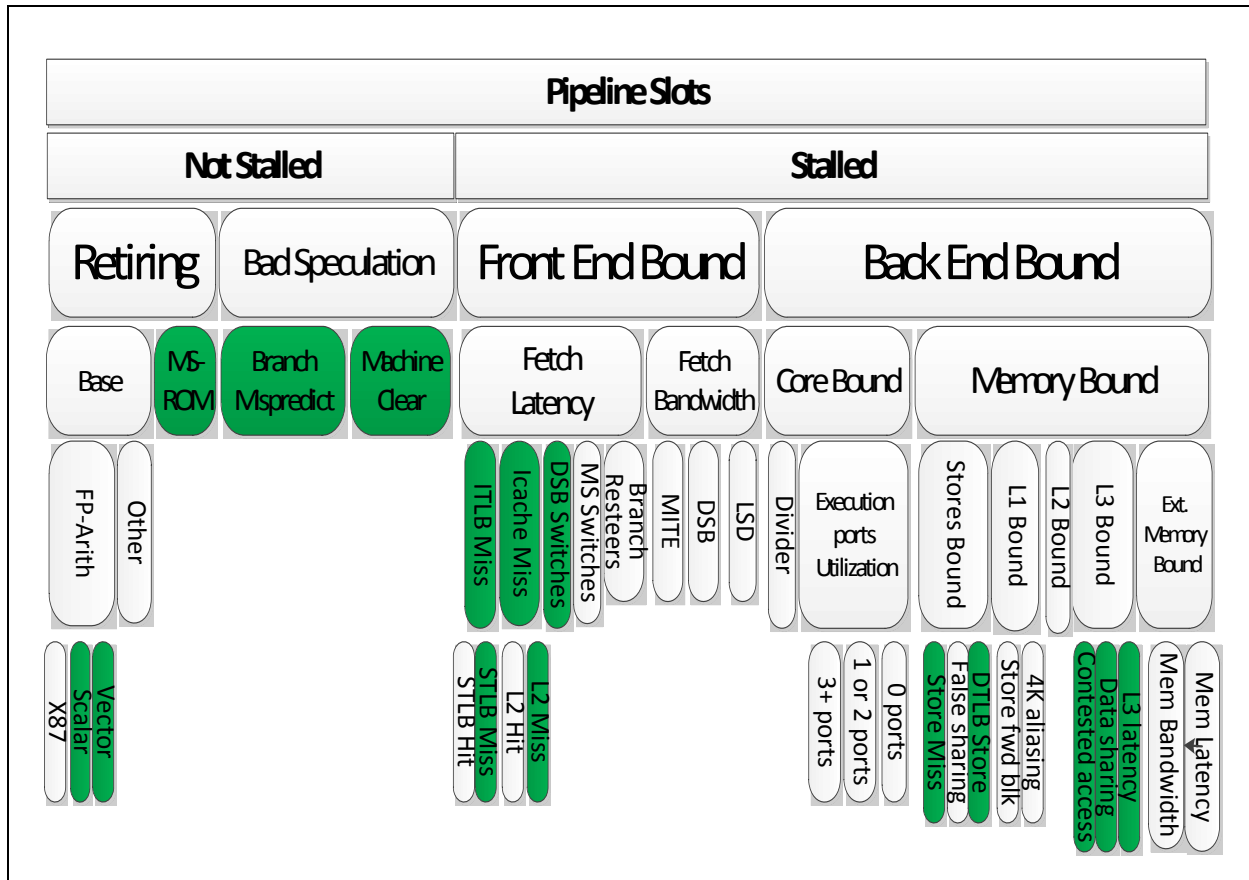 Pipeline Slots
Not Stalled
Stalled
Retiring
Bad Speculation
Front End Bound
Back End Bound
Base
MS-
ROM
Branch
Mispredict
Machine
Clear
Fetch
Latency
Fetch
Bandwidth
Core Bound
Memory Bound
FP-Arith
Other
ITLB Miss
Icache Miss
DSB Switches
MS Switches
Branch
Resteers
MITE
DSB
LSD
Divider
Execution
ports
Utilization
Stores Bound
L1 Bound
L2 Bound
L3 Bound
Ext.
Memory
Bound
X87
Scalar
Vector
STLB Hit
STLB Miss
L2 Hit
L2 Miss
3+ ports
1 or 2 ports
0 ports
Store Miss
False sharing
DTLB Store
Store fwd blk
4K aliasing
Contested access
Data sharing
L3 latency
Mem Bandwidth
Mem Latency